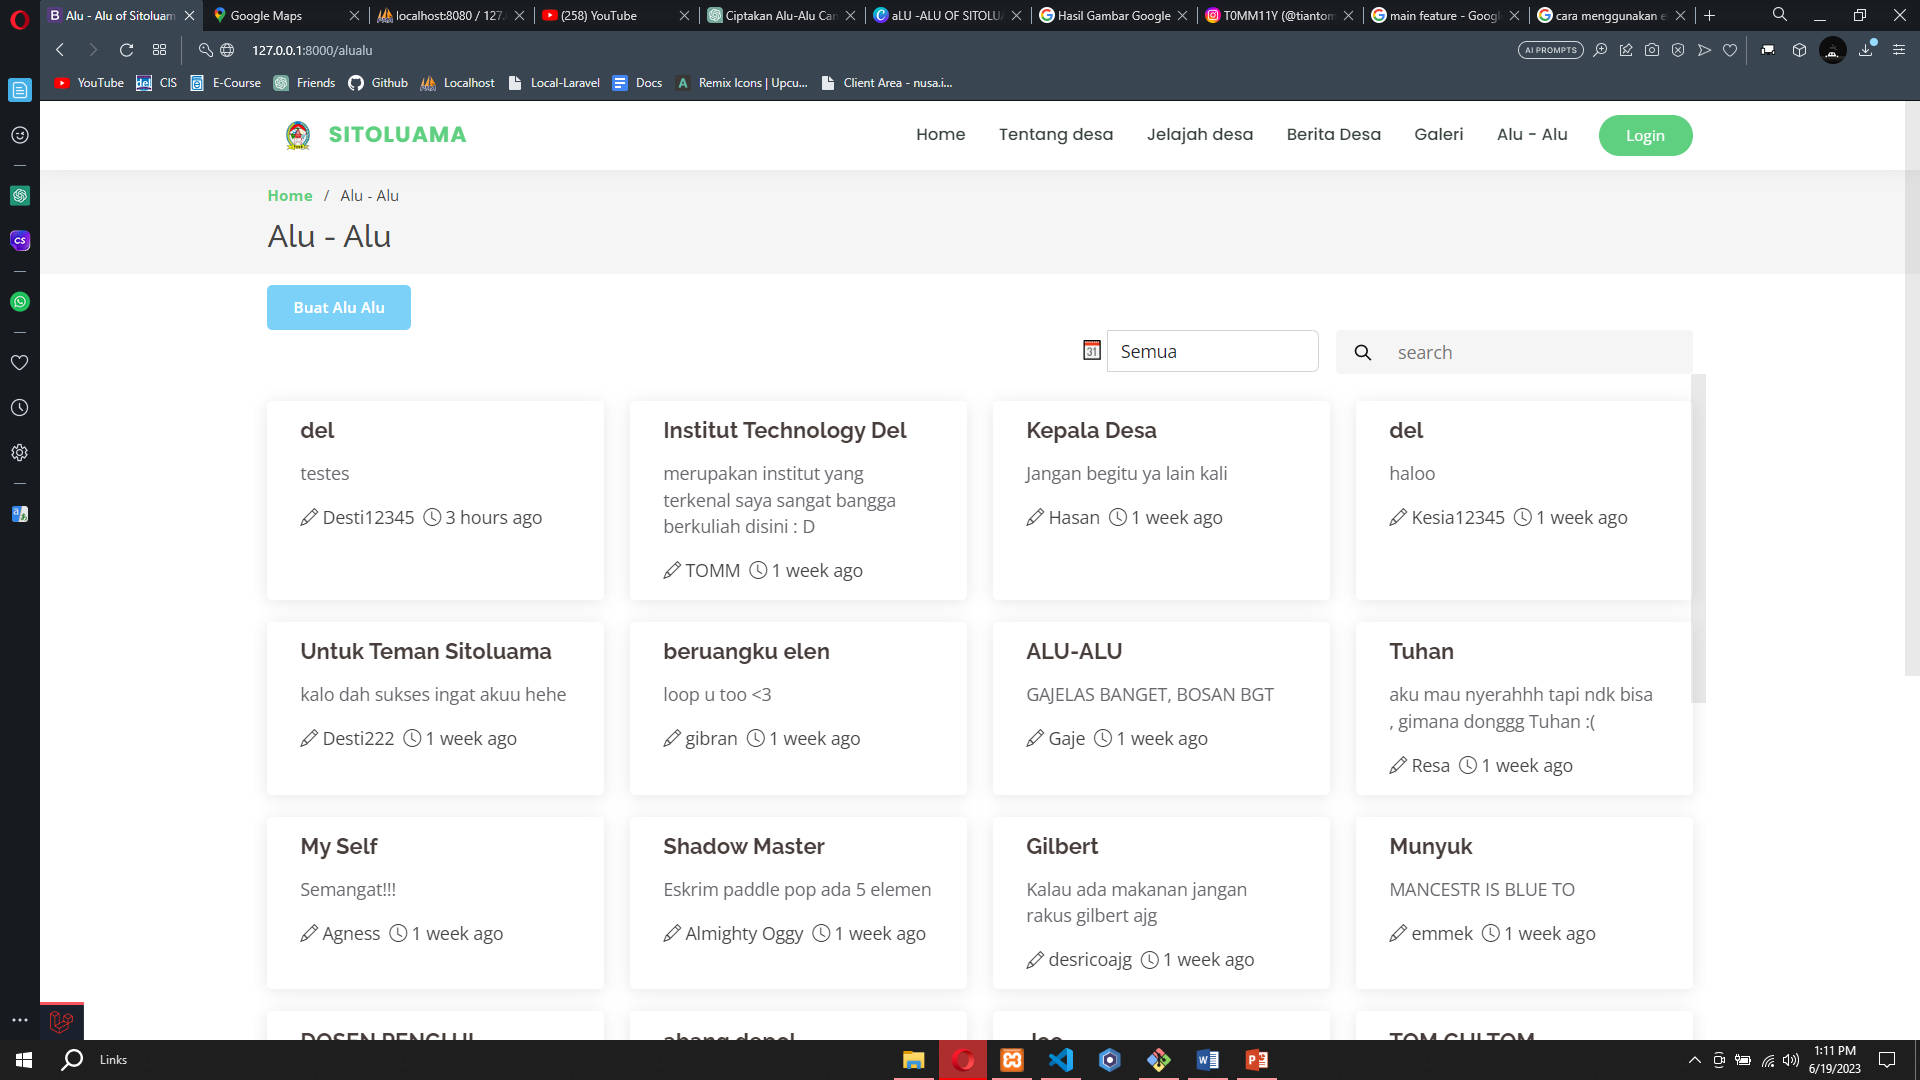 Alu - Alu of Sitoluam
Google Maps
localhost:8080 / 127.
(258) YouTube
Ciptakan Alu-Alu Car
aLU -ALU OF SITOLU
Hasil Gambar Google
T0MM11Y (@tiantom
main feature - Googl
cara menggunakan e
127.0.0.1:8000/alualu
AI PROMPTS
YouTube
CIS
E-Course
Friends
Github
Localhost
Local-Laravel
Docs
Remix Icons | Upcu...
Client Area - nusa.i...
SITOLUAMA
Home
Tentang desa
Jelajah desa
Berita Desa
Galeri
Alu - Alu
Login
Home / Alu - Alu
Alu - Alu
Buat Alu Alu
31
Semua
search
del
testes
Desti12345 3 hours ago
Institut Technology Del
merupakan institut yang
terkenal saya sangat bangga
berkuliah disini : D
TOMM 1 week ago
Kepala Desa
Jangan begitu ya lain kali
Hasan 1 week ago
del
haloo
Kesia12345 1 week ago
Untuk Teman Sitoluama
kalo dah sukses ingat akuu hehe
Desti222 1 week ago
beruangku elen
loop u too <3
gibran 1 week ago
ALU-ALU
GAJELAS BANGET, BOSAN BGT
Gaje 1 week ago
Tuhan
aku mau nyerahhh tapi ndk bisa
, gimana donggg Tuhan :(
Resa 1 week ago
My Self
Semangat!!!
Agness 1 week ago
Shadow Master
Eskrim paddle pop ada 5 elemen
Almighty Oggy 1 week ago
Gilbert
Kalau ada makanan jangan
rakus gilbert ajg
desricoajg 1 week ago
Munyuk
MANCESTR IS BLUE TO
emmek 1 week ago
DOSEN PENGUJI
abang depel
Joo
TOM GULTOM
Links
1:11 PM
6/19/2023